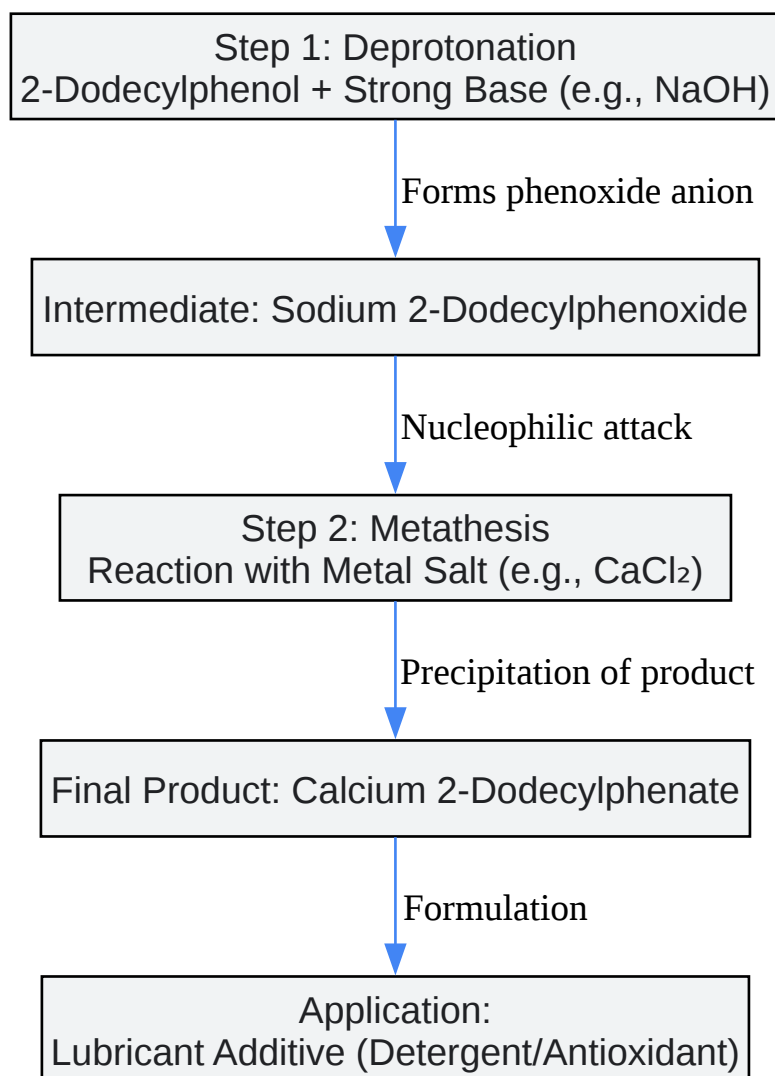 Step 1: Deprotonation
2-Dodecylphenol + Strong Base (e.g., NaOH)
Forms phenoxide anion
Intermediate: Sodium 2-Dodecylphenoxide
Nucleophilic attack
Step 2: Metathesis
Reaction with Metal Salt (e.g., CaCl₂)
Precipitation of product
Final Product: Calcium 2-Dodecylphenate
Formulation
Application:
Lubricant Additive (Detergent/Antioxidant)